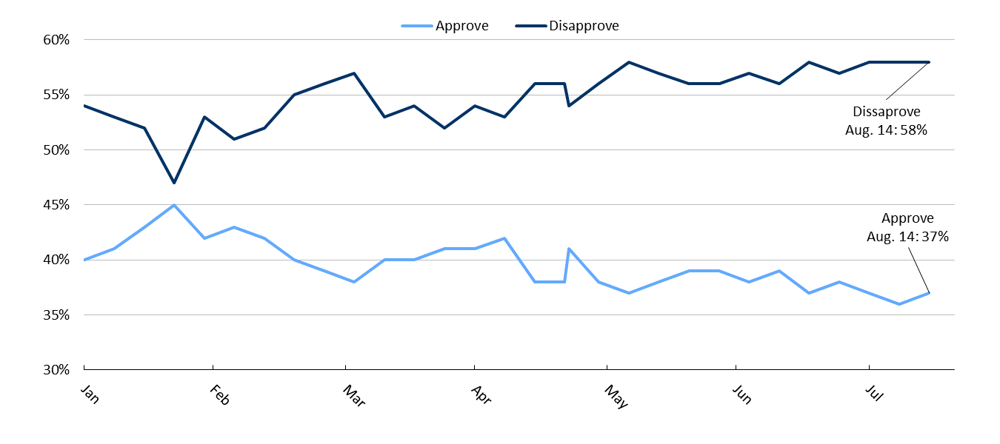 Approve Disapprove
60%
55%
50%
45%
40%
35%
30%
Dissaprove
Aug. 14: 58%
Approve
Aug. 14: 37%
Jan Feb Mar Apr May Jun Jul